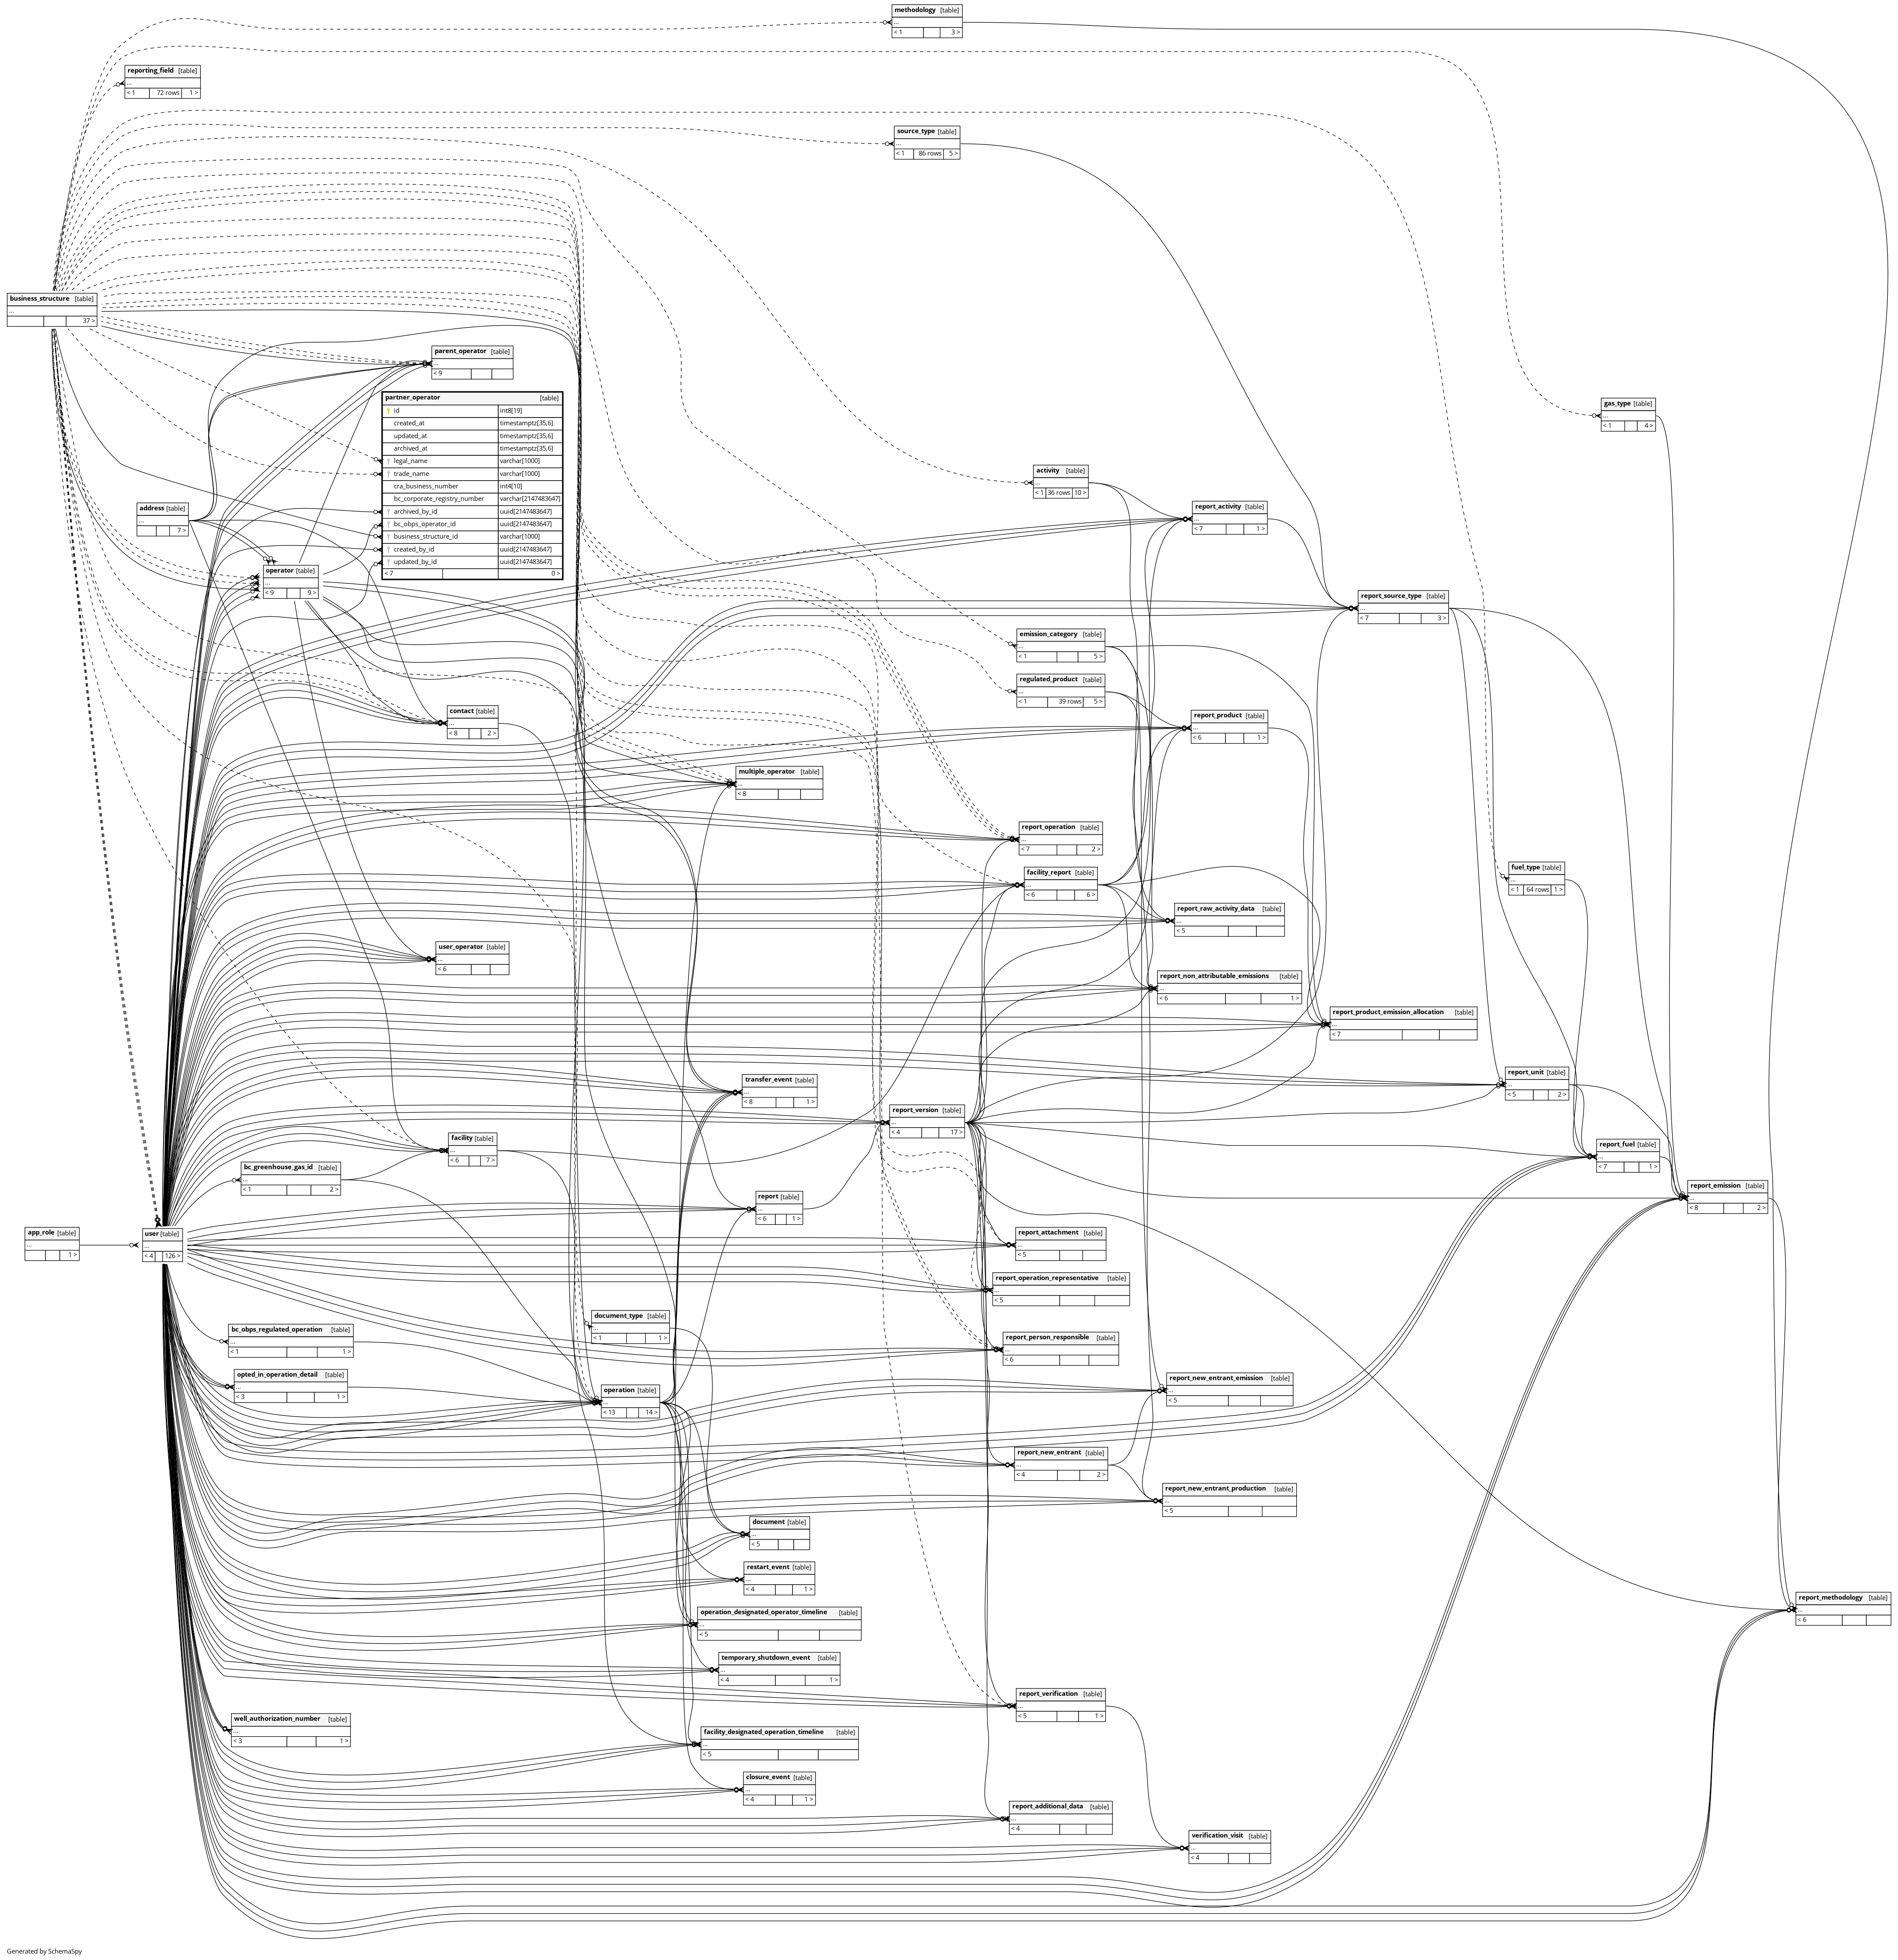 methodology [table]
...
< 1 3 >
reporting_field [table]
...
< 1 72 rows 1 >
source_type [table]
...
< 1 86 rows 5 >
business_structure [table]
...
37 >
parent_operator [table]
...
< 9
partner_operator [table]
id int8[19]
created_at timestamptz[35,6]
updated_at timestamptz[35,6]
archived_at timestamptz[35,6]
legal_name varchar[1000]
trade_name varchar[1000]
cra_business_number int4[10]
bc_corporate_registry_number varchar[2147483647]
archived_by_id uuid[2147483647]
bc_obps_operator_id uuid[2147483647]
business_structure_id varchar[1000]
created_by_id uuid[2147483647]
updated_by_id uuid[2147483647]
< 7 0 >
gas_type [table]
...
< 1 4 >
activity [table]
...
< 1 36 rows 10 >
address [table]
...
7 >
report_activity [table]
...
< 7 1 >
operator [table]
...
< 9 9 >
report_source_type [table]
...
< 7 3 >
emission_category [table]
...
< 1 5 >
regulated_product [table]
...
< 1 39 rows 5 >
contact [table]
...
< 8 2 >
report_product [table]
...
< 6 1 >
multiple_operator [table]
...
< 8
report_operation [table]
...
< 7 2 >
facility_report [table]
...
< 6 6 >
fuel_type [table]
...
< 1 64 rows 1 >
report_raw_activity_data [table]
...
< 5
user_operator [table]
...
< 6
report_non_attributable_emissions [table]
...
< 6 1 >
report_product_emission_allocation [table]
...
< 7
report_unit [table]
...
< 5 2 >
transfer_event [table]
...
< 8 1 >
report_version [table]
...
< 4 17 >
facility [table]
...
< 6 7 >
report_fuel [table]
...
< 7 1 >
bc_greenhouse_gas_id [table]
...
< 1 2 >
report_emission [table]
...
< 8 2 >
report [table]
...
< 6 1 >
app_role [table]
...
1 >
user [table]
...
< 4 126 >
report_attachment [table]
...
< 5
report_operation_representative [table]
...
< 5
document_type [table]
...
< 1 1 >
bc_obps_regulated_operation [table]
...
< 1 1 >
report_person_responsible [table]
...
< 6
opted_in_operation_detail [table]
...
< 3 1 >
report_new_entrant_emission [table]
...
< 5
operation [table]
...
< 13 14 >
report_new_entrant [table]
...
< 4 2 >
report_new_entrant_production [table]
...
< 5
document [table]
...
< 5
restart_event [table]
...
< 4 1 >
report_methodology [table]
...
< 6
operation_designated_operator_timeline [table]
...
< 5
temporary_shutdown_event [table]
...
< 4 1 >
report_verification [table]
...
< 5 1 >
well_authorization_number [table]
...
< 3 1 >
facility_designated_operation_timeline [table]
...
< 5
closure_event [table]
...
< 4 1 >
report_additional_data [table]
...
< 4
verification_visit [table]
...
< 4
Generated by SchemaSpy